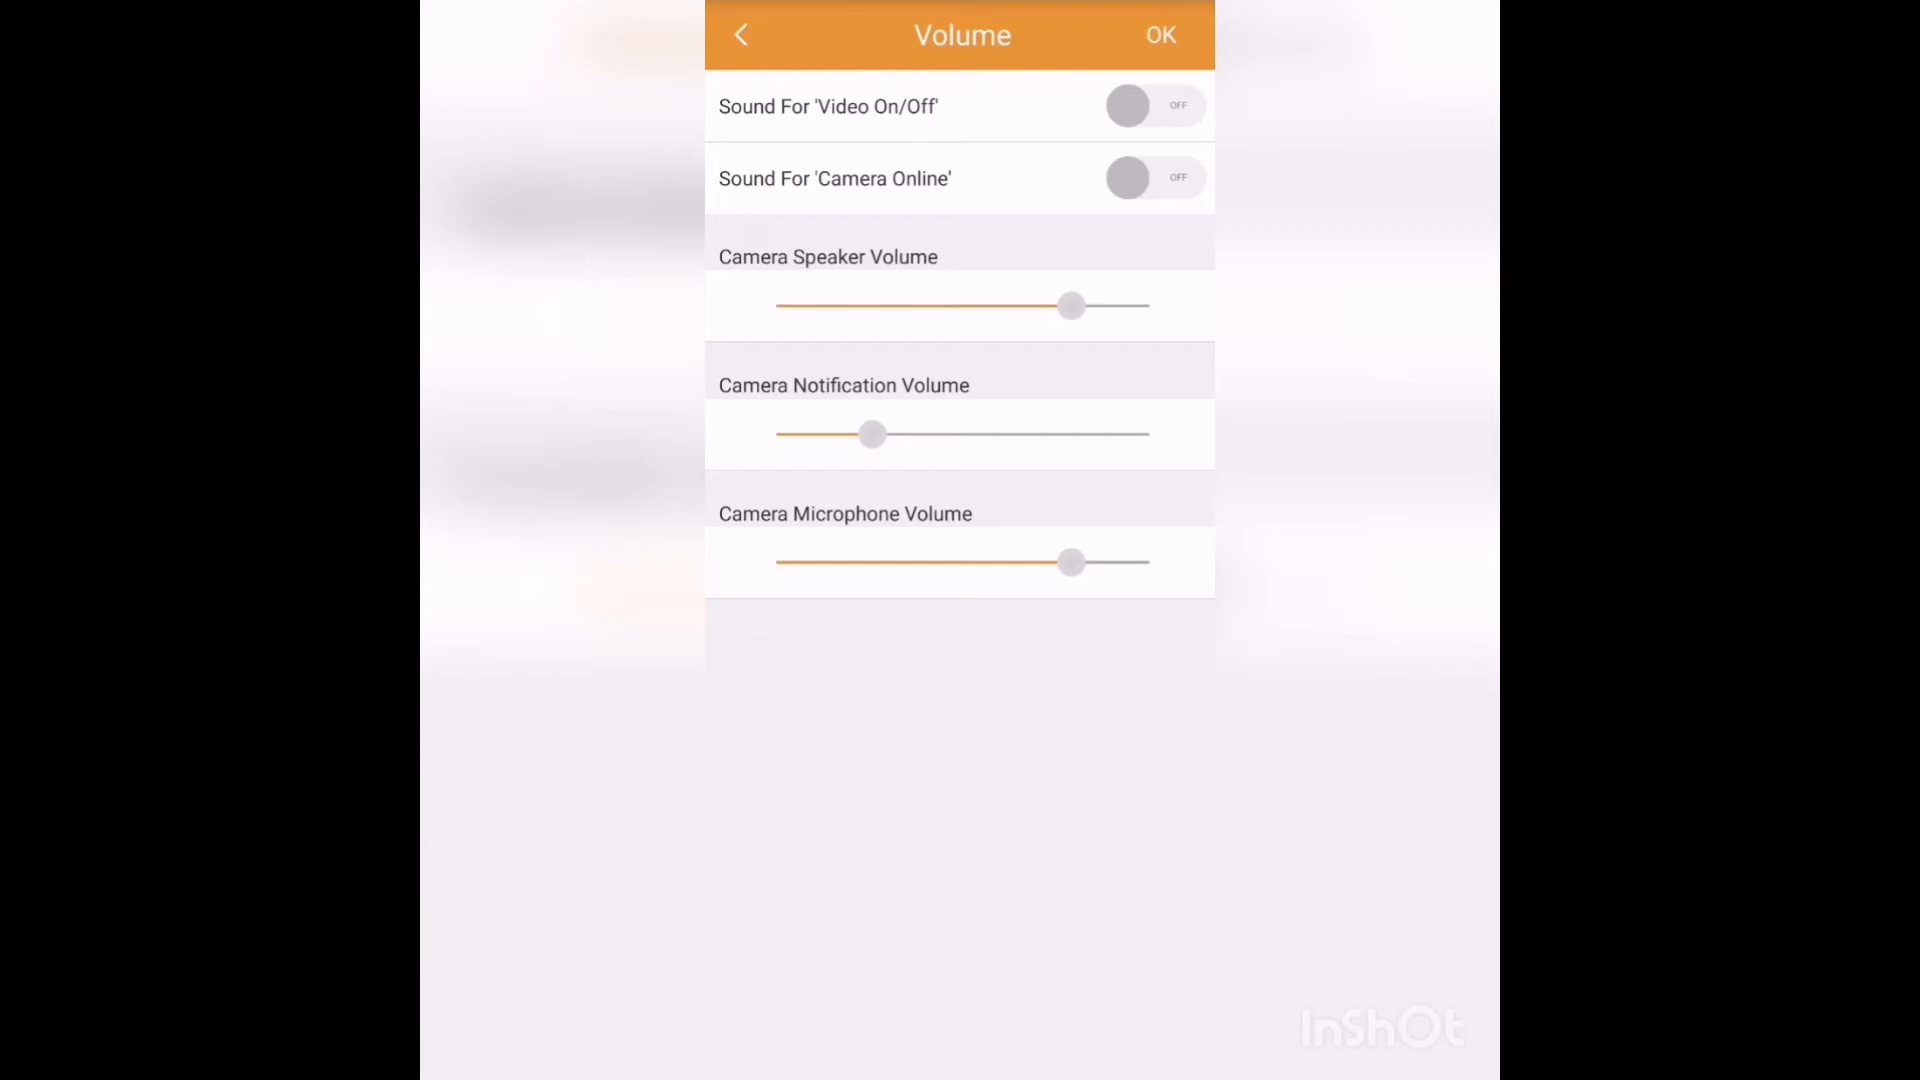 Volume
OK
Sound For 'Video On/Off'
OFF
Sound For 'Camera Online'
OFF
Camera Speaker Volume
Camera Notification Volume
Camera Microphone Volume
InShOt